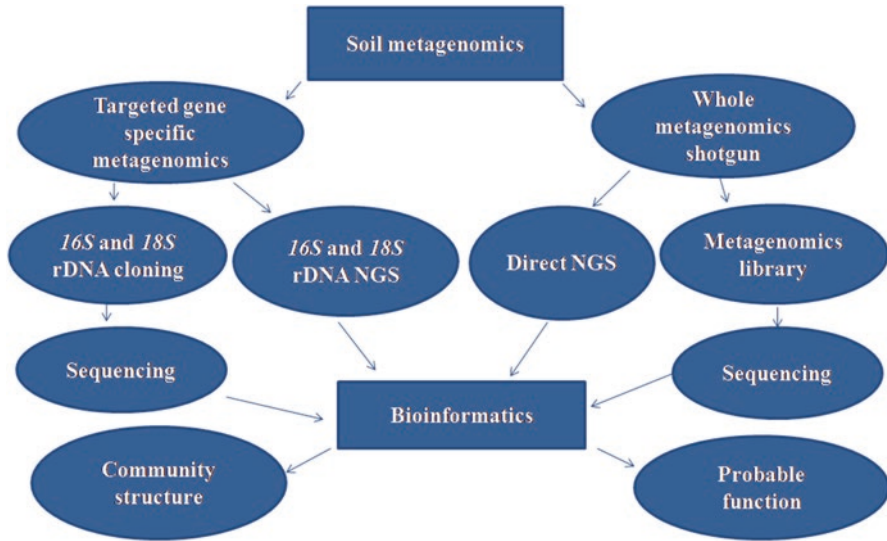 Soil metagenomics
Targeted gene
specific
metagenomics
Whole
metagenomics
shotgun
16S and 18S
rDNA cloning
16S and 18S
rDNA NGS
Direct NGS
Metagenomics
library
Sequencing
Bioinformatics
Sequencing
Community
structure
Probable
function